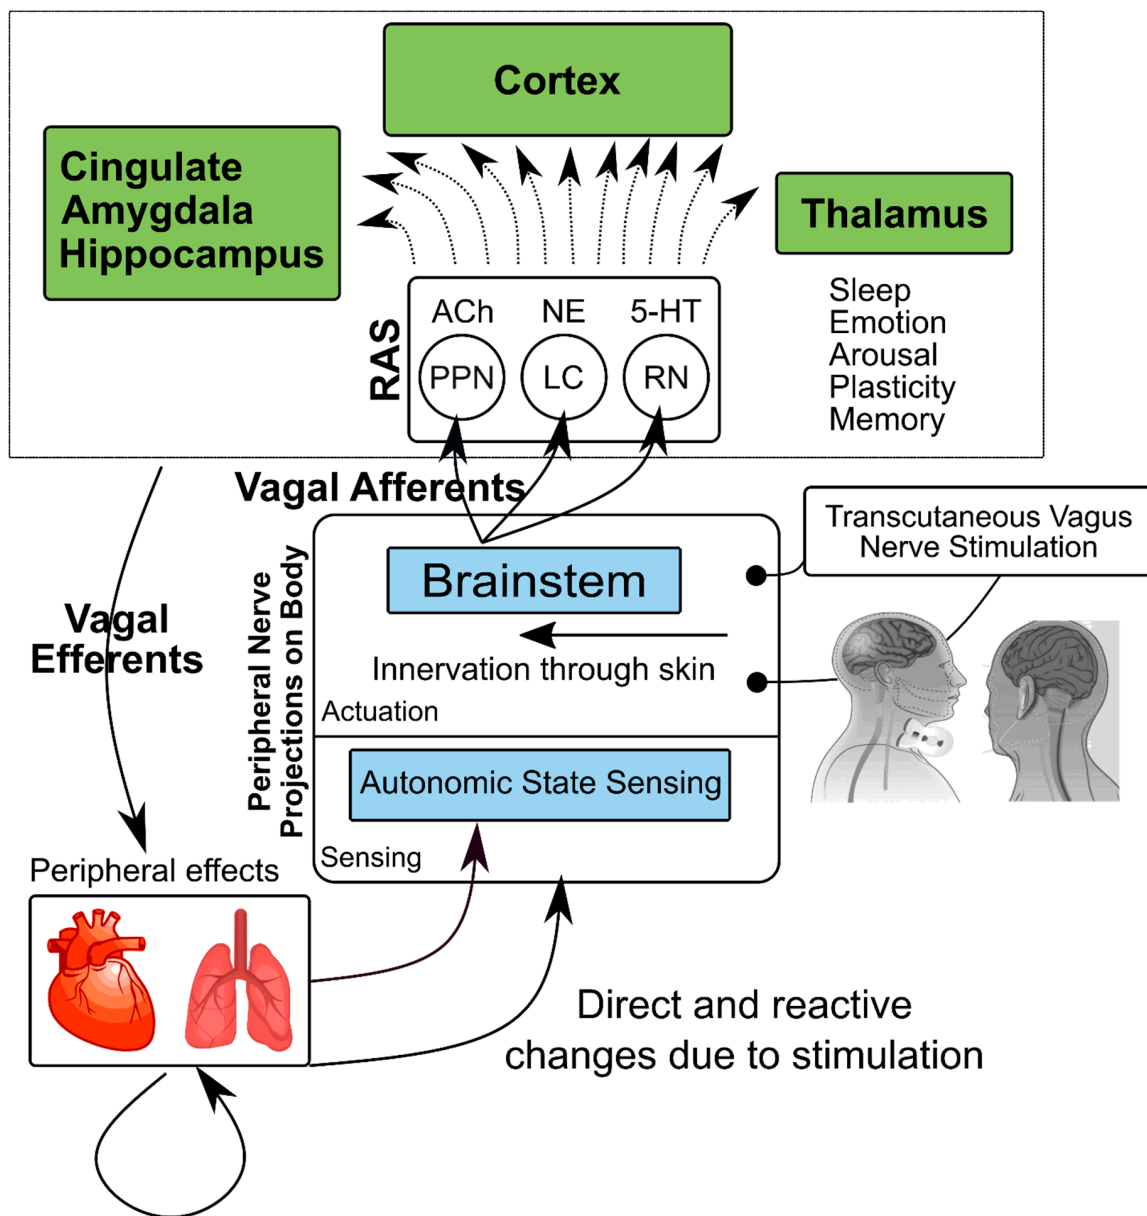 Cortex
Cingulate
Amygdala
Hippocampus
Thalamus
Sleep
Emotion
Arousal
Plasticity
Memory
RAS
ACh NE 5-HT
PPN LC RN
Vagal Afferents
Transcutaneous Vagus
Nerve Stimulation
Vagal
Efferents
Peripheral Nerve
Projections on Body
Brainstem
Innervation through skin
Actuation
Autonomic State Sensing
Sensing
Peripheral effects
Direct and reactive
changes due to stimulation